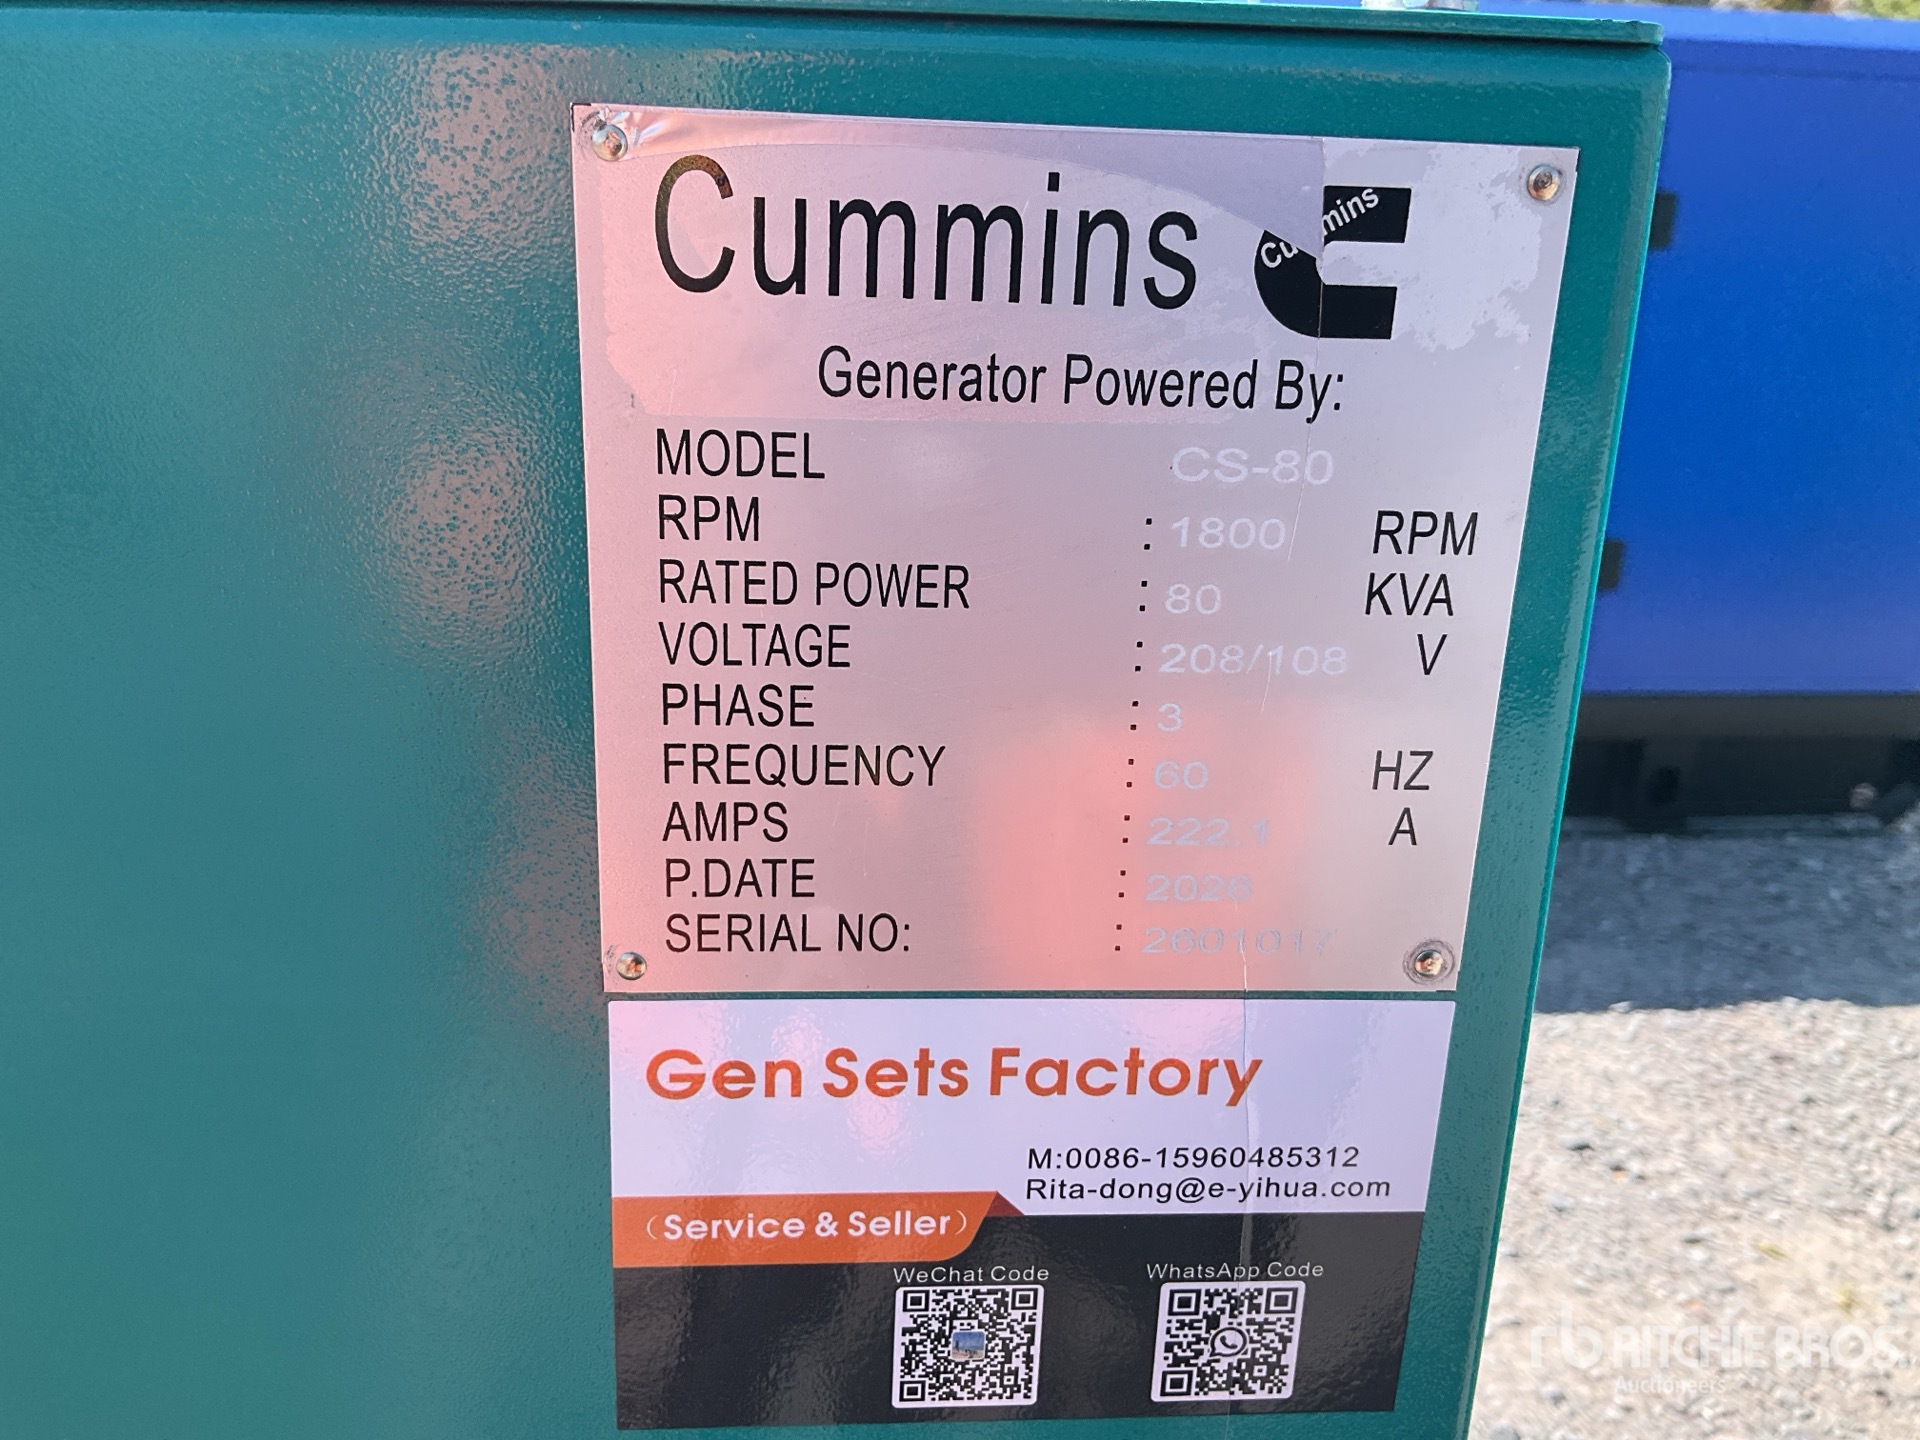 Cummins Cummins
Generator Powered By:
MODEL CS-80
RPM : 1800 RPM
RATED POWER : 80 KVA
VOLTAGE : 208/108 V
PHASE : 3
FREQUENCY : 60 HZ
AMPS : 222.1 A
P.DATE : 2026
SERIAL NO: : 2601017
Gen Sets Factory
M:0086-15960485312
Rita-dong@e-yihua.com
(Service & Seller)
WeChat Code WhatsApp Code
rb RITCHIE BROS.
Auctioneers